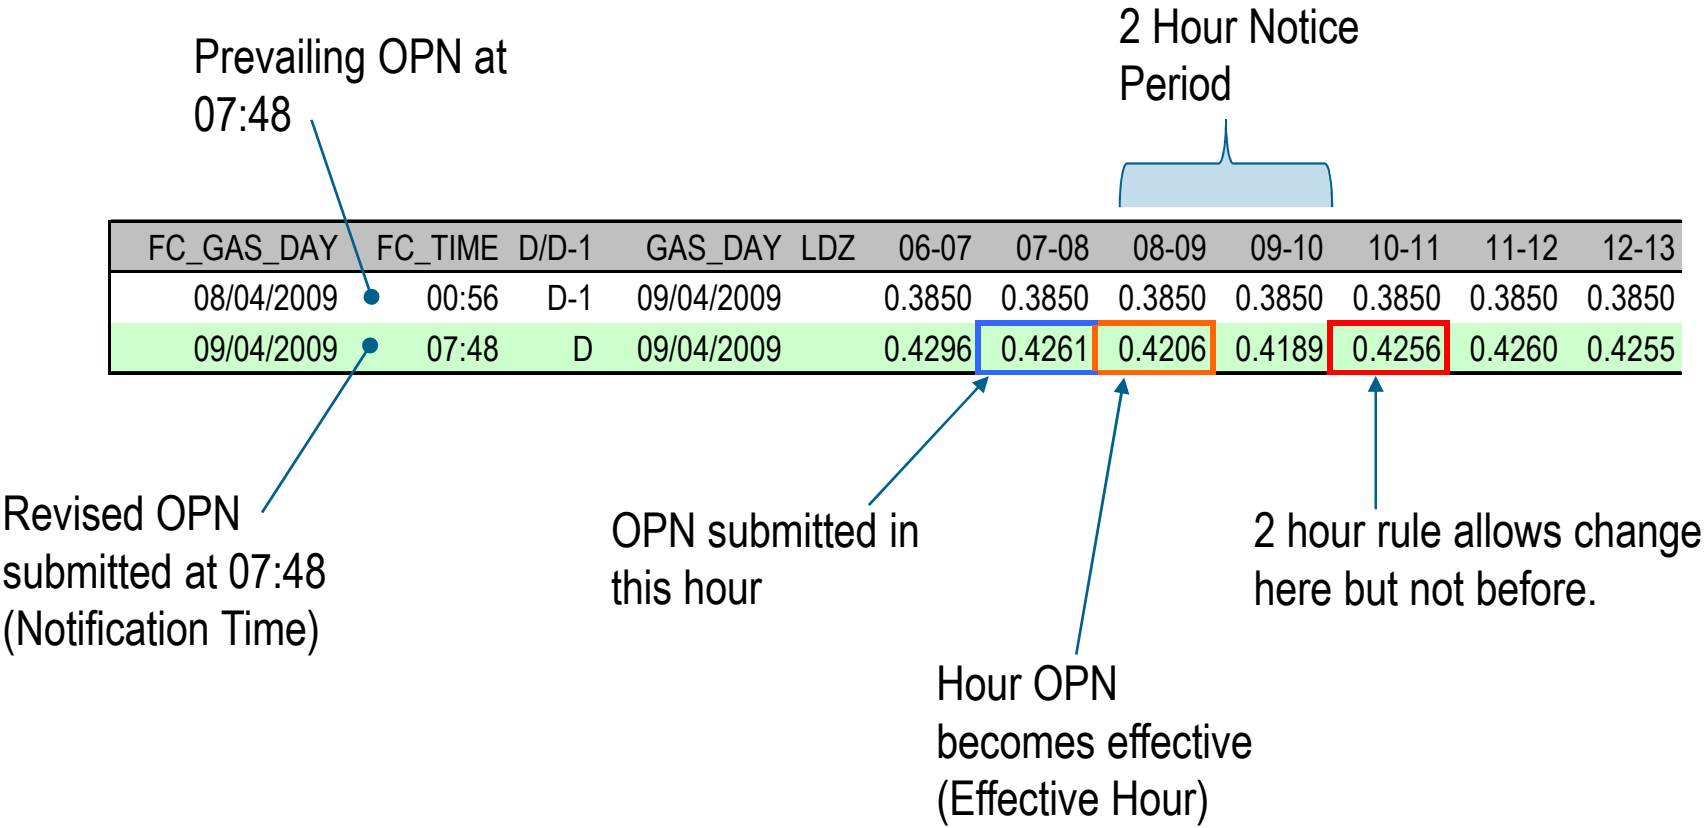 2 Hour Notice
Period
Prevailing OPN at
07:48
FC_GAS_DAY FC_TIME D/D-1 GAS_DAY LDZ 06-07 07-08 08-09 09-10 10-11 11-12 12-13
08/04/2009 00:56 D-1 09/04/2009 0.3850 0.3850 0.3850 0.3850 0.3850 0.3850 0.3850
09/04/2009 07:48 D 09/04/2009 0.4296 0.4261 0.4206 0.4189 0.4256 0.4260 0.4255
Revised OPN
submitted at 07:48
(Notification Time)
OPN submitted in
this hour
2 hour rule allows change
here but not before.
Hour OPN
becomes effective
(Effective Hour)